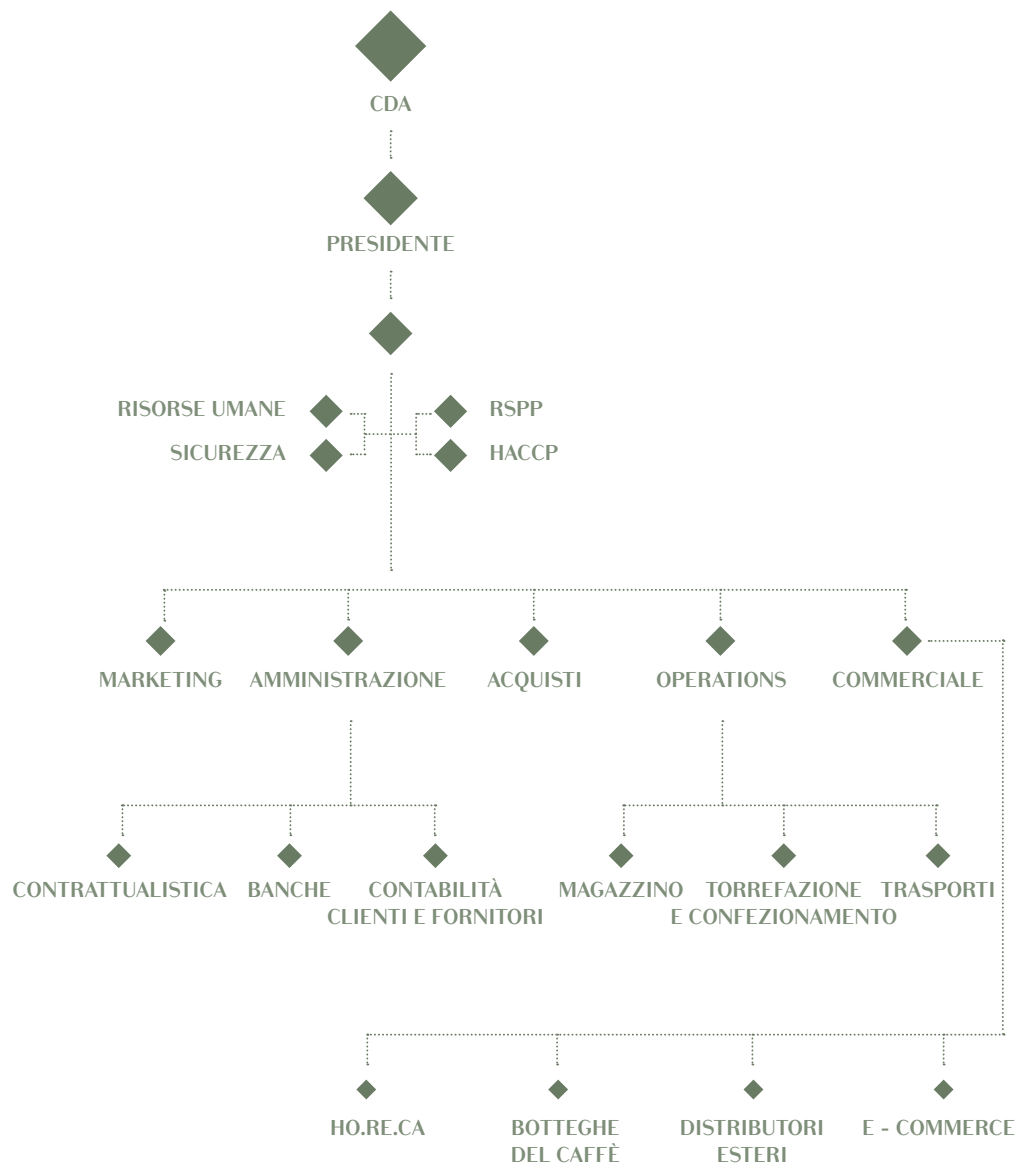 CDA
PRESIDENTE
RISORSE UMANE
RSPP
SICUREZZA
HACCP
MARKETING
AMMINISTRAZIONE
ACQUISTI
OPERATIONS
COMMERCIALE
CONTRATTUALISTICA
BANCHE
CONTABILITÀ
CLIENTI E FORNITORI
MAGAZZINO
TORREFAZIONE
E CONFEZIONAMENTO
TRASPORTI
HO.RE.CA
BOTTEGHE
DEL CAFFÈ
DISTRIBUTORI
ESTERI
E - COMMERCE